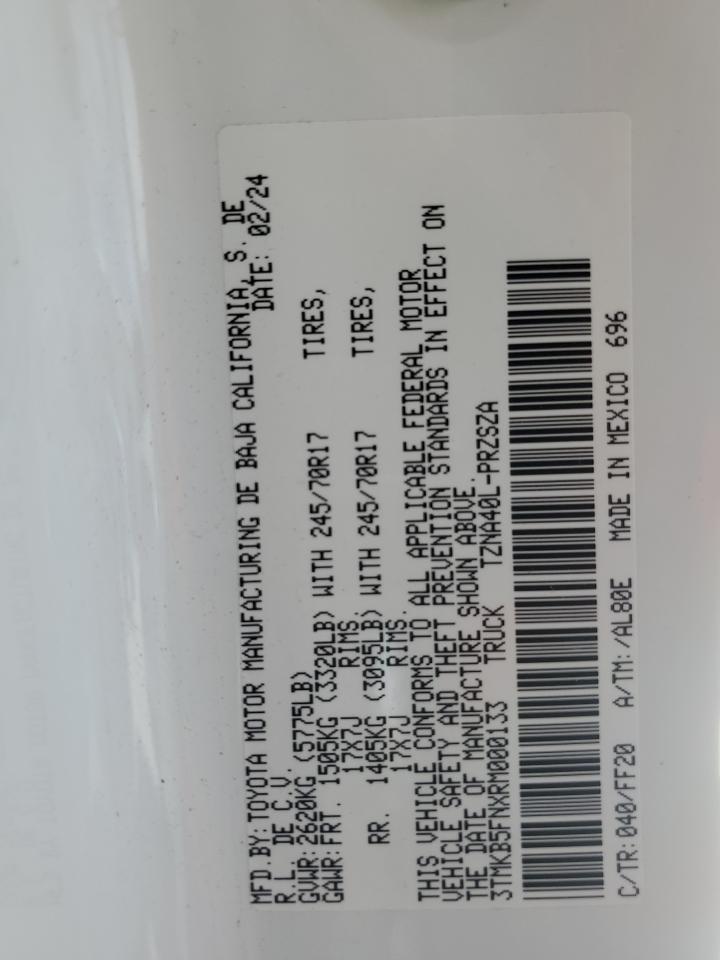 MFD.BY:TOYOTA MOTOR MANUFACTURING DE BAJA CALIFORNIA, S. DE
R.L. DE C.V. DATE: 02/24
GVWR:2620KG (5775LB)
GAWR:FRT. 1505KG (3320LB) WITH 245/70R17 TIRES,
17X7J RIMS.
RR. 1405KG (3095LB) WITH 245/70R17 TIRES,
17X7J RIMS.
THIS VEHICLE CONFORMS TO ALL APPLICABLE FEDERAL MOTOR
VEHICLE SAFETY AND THEFT PREVENTION STANDARDS IN EFFECT ON
THE DATE OF MANUFACTURE SHOWN ABOVE.
3TMKB5FNXRM000133 TRUCK TZNA40L-PRZSZA
C/TR:040/FF20 A/TM:/AL80E MADE IN MEXICO 696